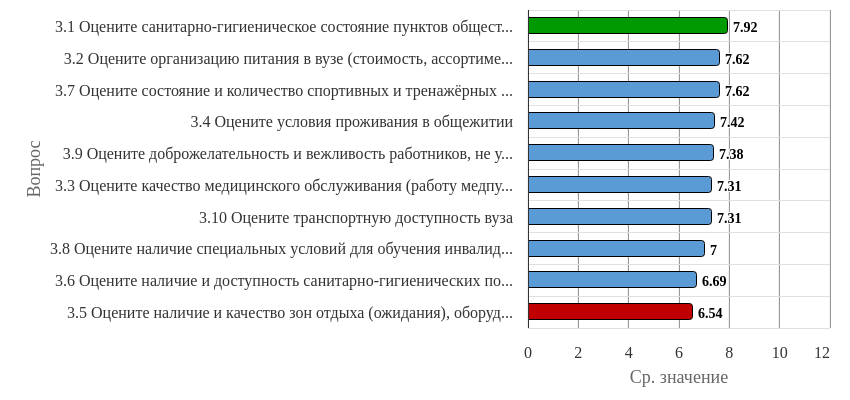 3.1 Оцените санитарно-гигиеническое состояние пунктов общест... 7.92
3.2 Оцените организацию питания в вузе (стоимость, ассортиме... 7.62
3.7 Оцените состояние и количество спортивных и тренажёрных ... 7.62
3.4 Оцените условия проживания в общежитии 7.42
3.9 Оцените доброжелательность и вежливость работников, не у... 7.38
3.3 Оцените качество медицинского обслуживания (работу медпу... 7.31
3.10 Оцените транспортную доступность вуза 7.31
3.8 Оцените наличие специальных условий для обучения инвалид... 7
3.6 Оцените наличие и доступность санитарно-гигиенических по... 6.69
3.5 Оцените наличие и качество зон отдыха (ожидания), оборуд... 6.54
Вопрос
0 2 4 6 8 10 12
Ср. значение